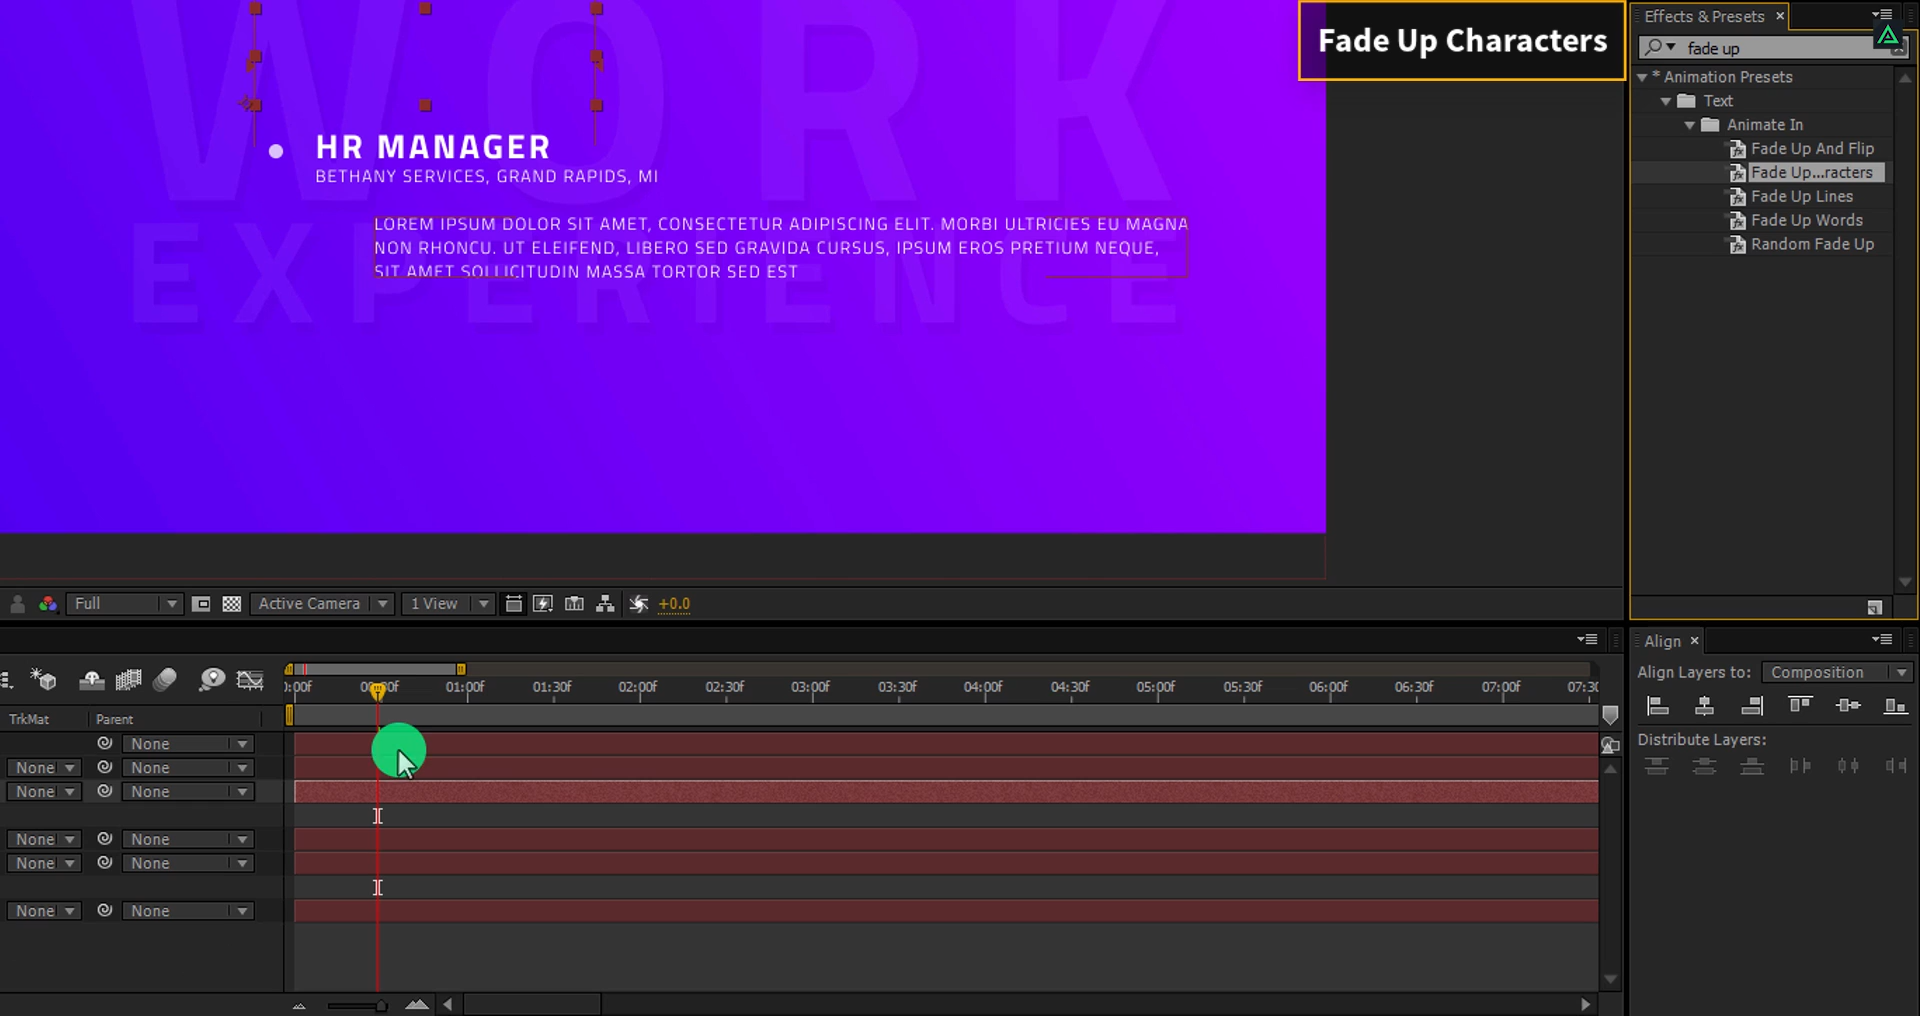 Fade Up Characters
Effects & Presets
fade up
* Animation Presets
Text
Animate In
Fade Up And Flip
Fade Up...racters
Fade Up Lines
Fade Up Words
Random Fade Up
WORK
EXPERIENCE
HR MANAGER
BETHANY SERVICES, GRAND RAPIDS, MI
LOREM IPSUM DOLOR SIT AMET, CONSECTETUR ADIPISCING ELIT. MORBI ULTRICIES EU MAGNA
NON RHONCU. UT ELEIFEND, LIBERO SED GRAVIDA CURSUS, IPSUM EROS PRETIUM NEQUE,
SIT AMET SOLLICITUDIN MASSA TORTOR SED EST
Full
Active Camera
1 View
+0.0
Align
Align Layers to:
Composition
Distribute Layers:
01:00f 01:30f 02:00f 02:30f 03:00f 03:30f 04:00f 04:30f 05:00f 05:30f 06:00f 06:30f 07:00f
TrkMat Parent
None
None None
None None
None None
None None
None None